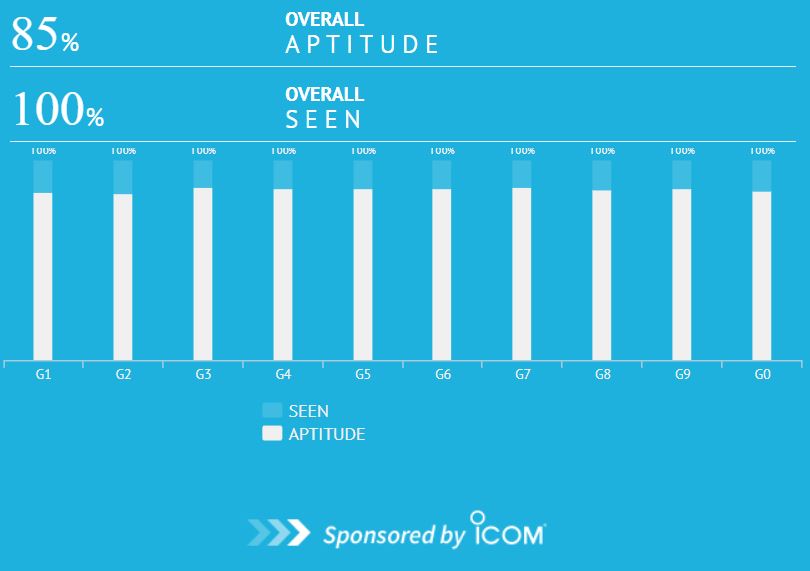 85%
OVERALL
APTITUDE
100%
OVERALL
SEEN
100% 100% 100% 100% 100% 100% 100% 100% 100% 100%
G1 G2 G3 G4 G5 G6 G7 G8 G9 G0
SEEN
APTITUDE
Sponsored by ICOM